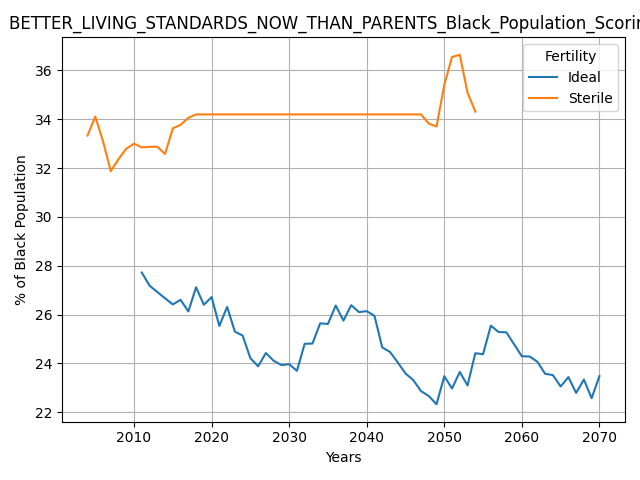 BETTER_LIVING_STANDARDS_NOW_THAN_PARENTS_Black_Population_Scorin
Fertility
Ideal
Sterile
% of Black Population
36
34
32
30
28
26
24
22
2010 2020 2030 2040 2050 2060 2070
Years